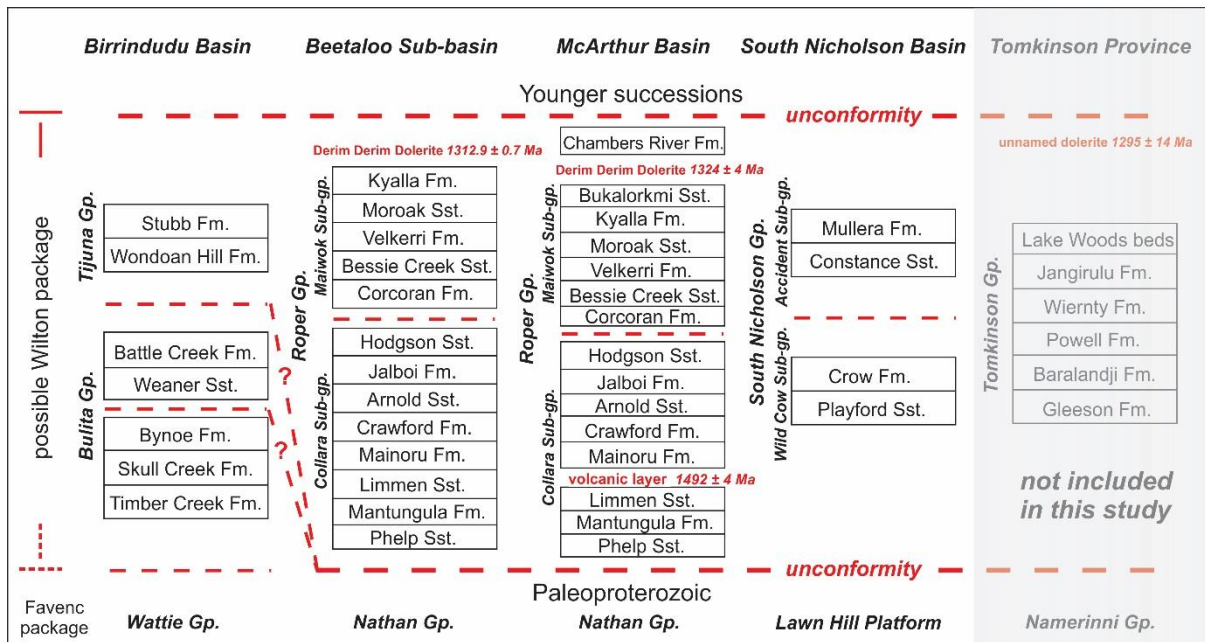 Birrindudu Basin
Beetaloo Sub-basin
McArthur Basin
South Nicholson Basin
Tomkinson Province
Younger successions
unconformity
possible Wilton package
Tijuna Gp.
Stubb Fm.
Wondoan Hill Fm.
Bulita Gp.
Battle Creek Fm.
Weaner Sst.
Bynoe Fm.
Skull Creek Fm.
Timber Creek Fm.
?
?
Derim Derim Dolerite 1312.9 ± 0.7 Ma
Roper Gp.
Maiwok Sub-gp.
Kyalla Fm.
Moroak Sst.
Velkerri Fm.
Bessie Creek Sst.
Corcoran Fm.
Collara Sub-gp.
Hodgson Sst.
Jalboi Fm.
Arnold Sst.
Crawford Fm.
Mainoru Fm.
Limmen Sst.
Mantungula Fm.
Phelp Sst.
Chambers River Fm.
Derim Derim Dolerite 1324 ± 4 Ma
Roper Gp.
Maiwok Sub-gp.
Bukalorkmi Sst.
Kyalla Fm.
Moroak Sst.
Velkerri Fm.
Bessie Creek Sst.
Corcoran Fm.
Collara Sub-gp.
Hodgson Sst.
Jalboi Fm.
Arnold Sst.
Crawford Fm.
Mainoru Fm.
volcanic layer 1492 ± 4 Ma
Limmen Sst.
Mantungula Fm.
Phelp Sst.
South Nicholson Gp.
Accident Sub-gp.
Mullera Fm.
Constance Sst.
Wild Cow Sub-gp.
Crow Fm.
Playford Sst.
unnamed dolerite 1295 ± 14 Ma
Tomkinson Gp.
Lake Woods beds
Jangirulu Fm.
Wiernty Fm.
Powell Fm.
Baralandji Fm.
Gleeson Fm.
not included
in this study
unconformity
Paleoproterozoic
Favenc
package
Wattie Gp.
Nathan Gp.
Nathan Gp.
Lawn Hill Platform
Namerinni Gp.